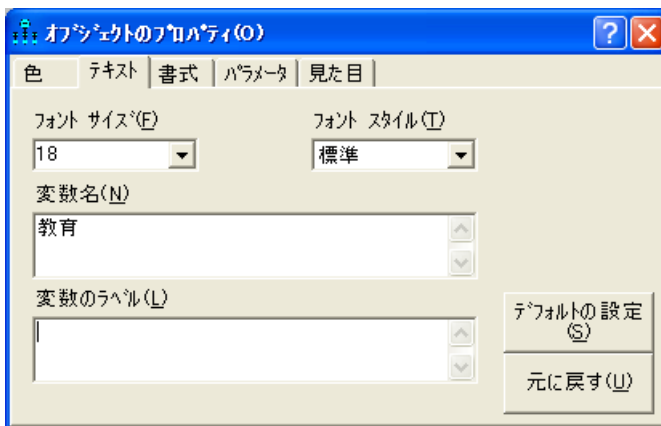 ｵﾌﾞｼﾞｪｸﾄのﾌﾟﾛﾊﾟﾃｨ(O)
色 テキスト 書式 ﾊﾟﾗﾒｰﾀ 見た目
ﾌｫﾝﾄ ｻｲｽﾞ(F) ﾌｫﾝﾄ ｽﾀｲﾙ(T)
18 標準
変数名(N)
教育
変数のﾗﾍﾞﾙ(L)
ﾃﾞﾌｫﾙﾄの設定
(S)
元に戻す(U)